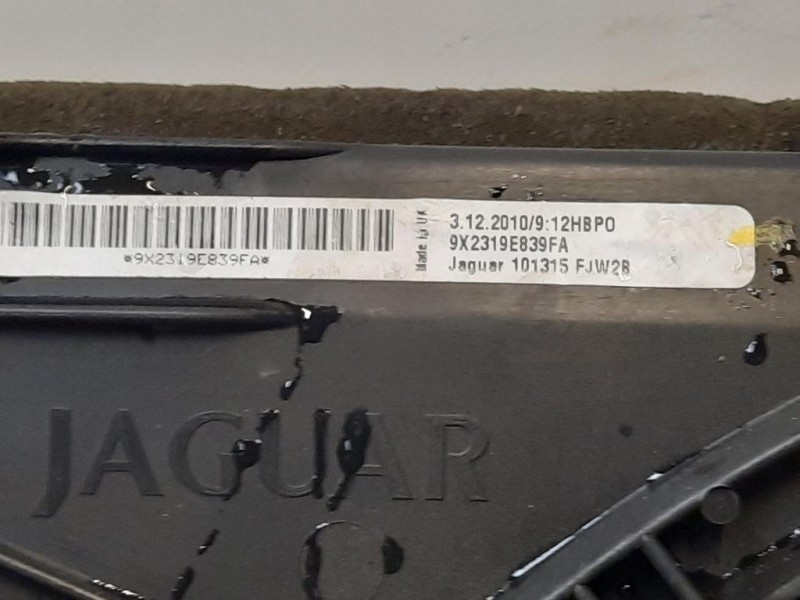 3.12.2010/9:12HBPO
9X2319E839FA
Jaguar 101315 FJW2B
Made in UK
*9X2319E839FA*
JAGUAR